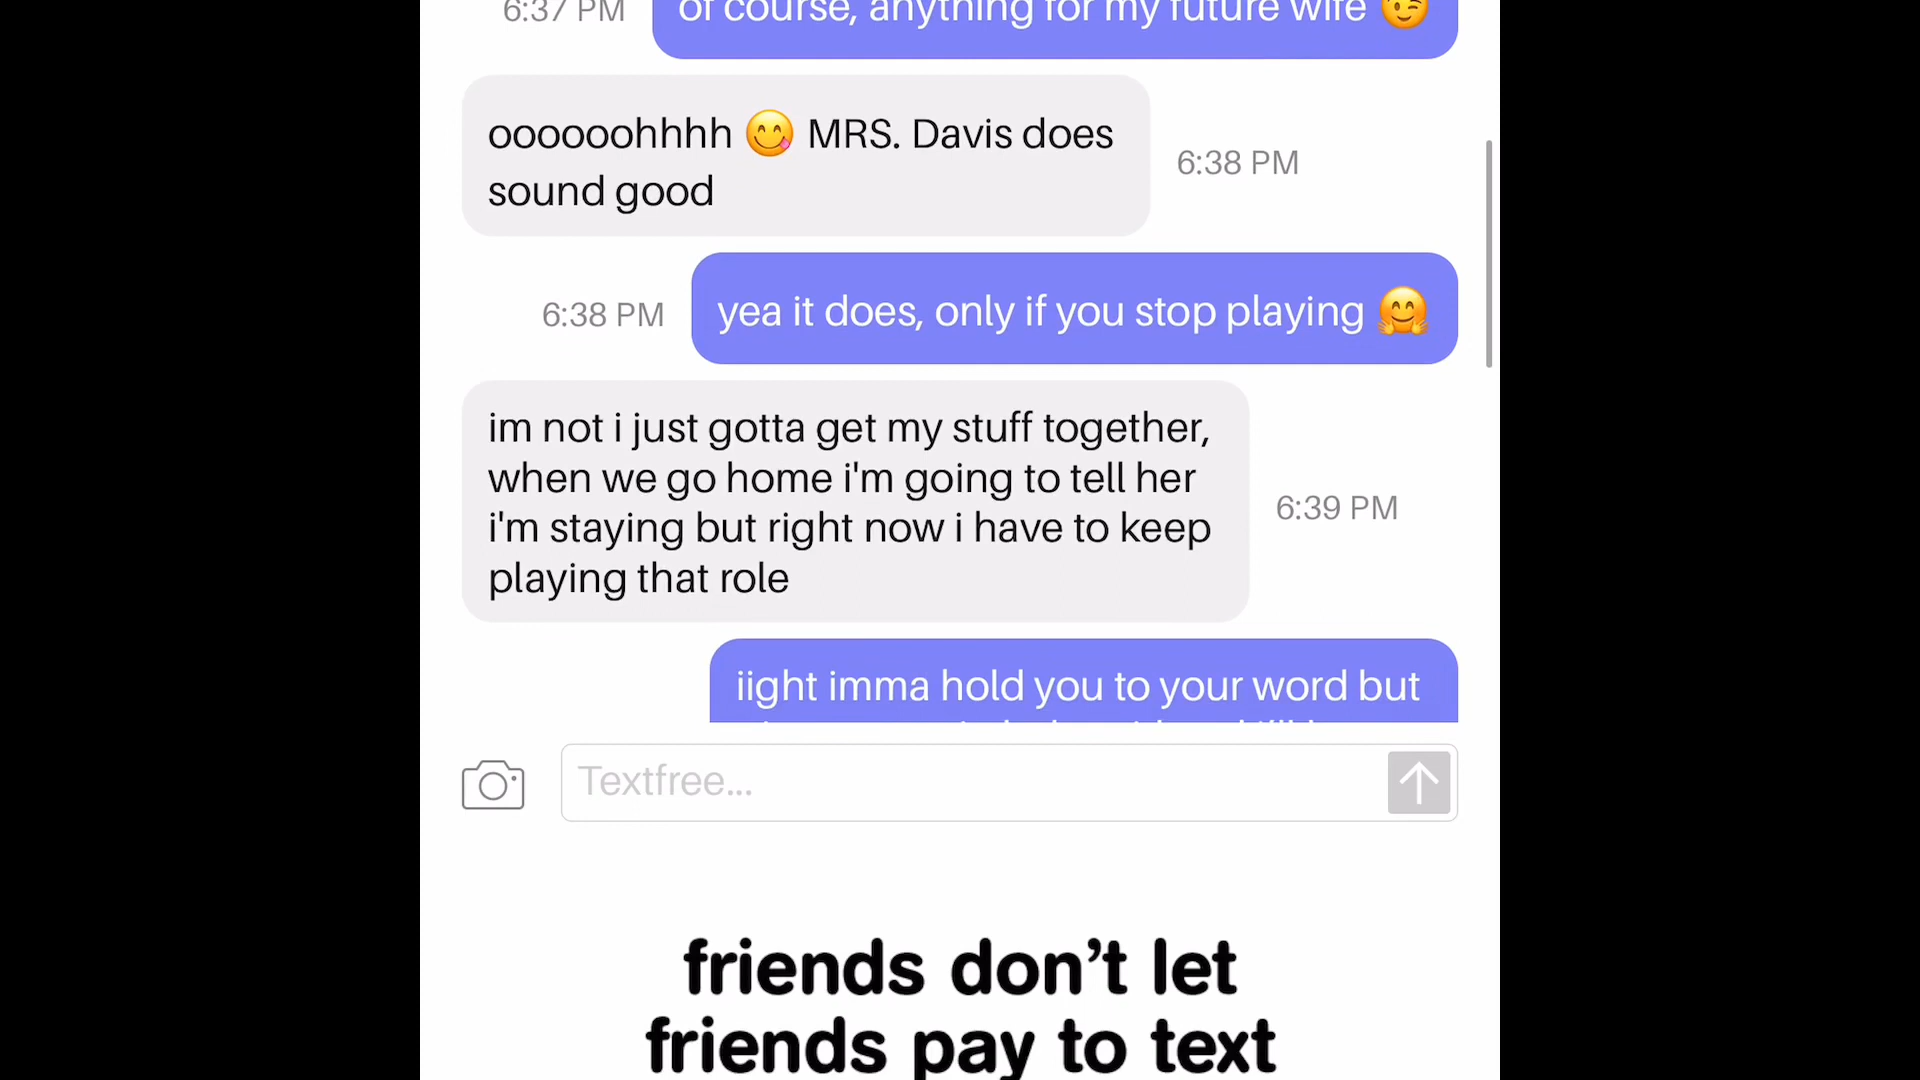 6:37 PM
of course, anything for my future wife 😉
oooooohhhh 😋 MRS. Davis does
sound good
6:38 PM
6:38 PM
yea it does, only if you stop playing 🤗
im not i just gotta get my stuff together,
when we go home i'm going to tell her
i'm staying but right now i have to keep
playing that role
6:39 PM
iight imma hold you to your word but
Textfree...
friends don't let
friends pay to text